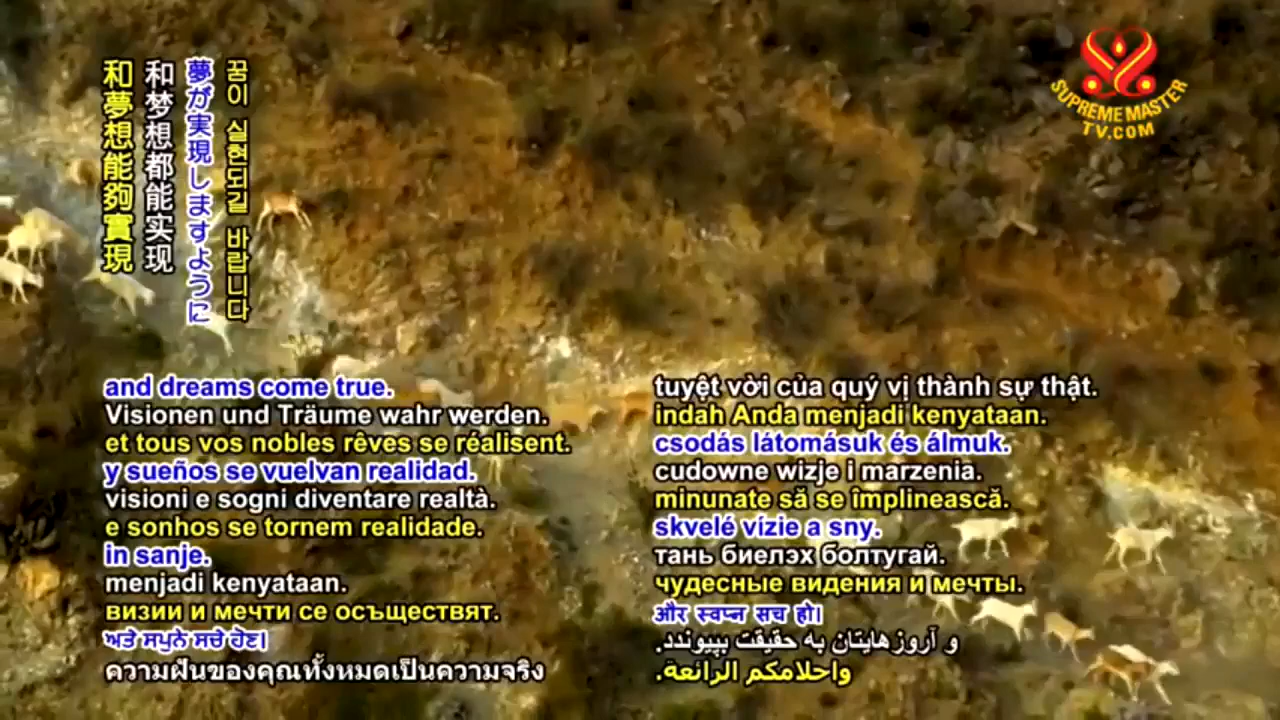 和夢想能夠實現
和梦想都能实现
夢が実現しますように
꿈이 실현되길 바랍니다
SUPREME MASTER
TV.COM
and dreams come true.
Visionen und Träume wahr werden.
et tous vos nobles rêves se réalisent.
y sueños se vuelvan realidad.
visioni e sogni diventare realtà.
e sonhos se tornem realidade.
in sanje.
menjadi kenyataan.
визии и мечти се осъществят.
ਅਤੇ ਸਪੁਨੇ ਸਚੇ ਹੋਣ।
ความฝันของคุณทั้งหมดเป็นความจริง
tuyệt vời của quý vị thành sự thật.
indah Anda menjadi kenyataan.
csodás látomásuk és álmuk.
cudowne wizje i marzenia.
minunate să se împlinească.
skvelé vízie a sny.
тань биелэх болтугай.
чудесные видения и мечты.
और स्वप्न सच हो।
و آروزهایتان به حقیقت بپیوندد.
واحلامكم الرائعة.